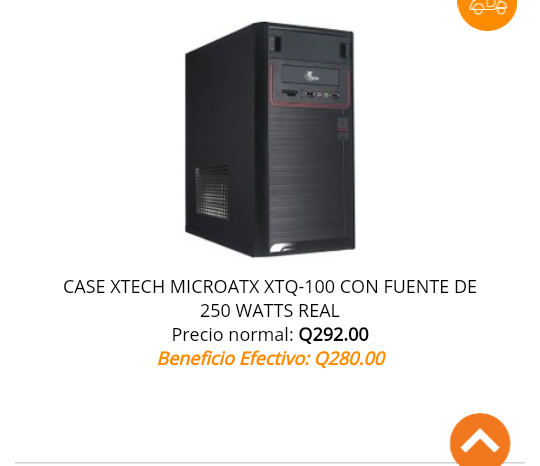 CASE XTECH MICROATX XTQ-100 CON FUENTE DE
250 WATTS REAL
Precio normal: Q292.00
Beneficio Efectivo: Q280.00